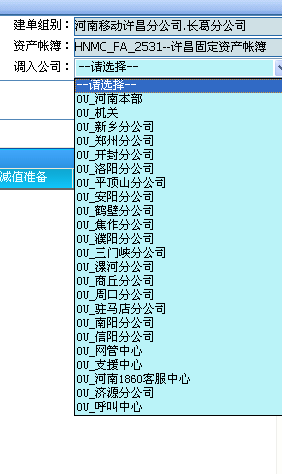 建单组别：河南移动许昌分公司.长葛分公司
资产帐簿：HNMC_FA_2531--许昌固定资产帐簿
调入公司：--请选择--
--请选择--
OU_河南本部
OU_机关
OU_新乡分公司
OU_郑州分公司
OU_开封分公司
OU_洛阳分公司
OU_平顶山分公司
减值准备
OU_安阳分公司
OU_鹤壁分公司
OU_焦作分公司
OU_濮阳分公司
OU_三门峡分公司
OU_漯河分公司
OU_商丘分公司
OU_周口分公司
OU_驻马店分公司
OU_南阳分公司
OU_信阳分公司
OU_网管中心
OU_支援中心
OU_河南1860客服中心
OU_济源分公司
OU_呼叫中心